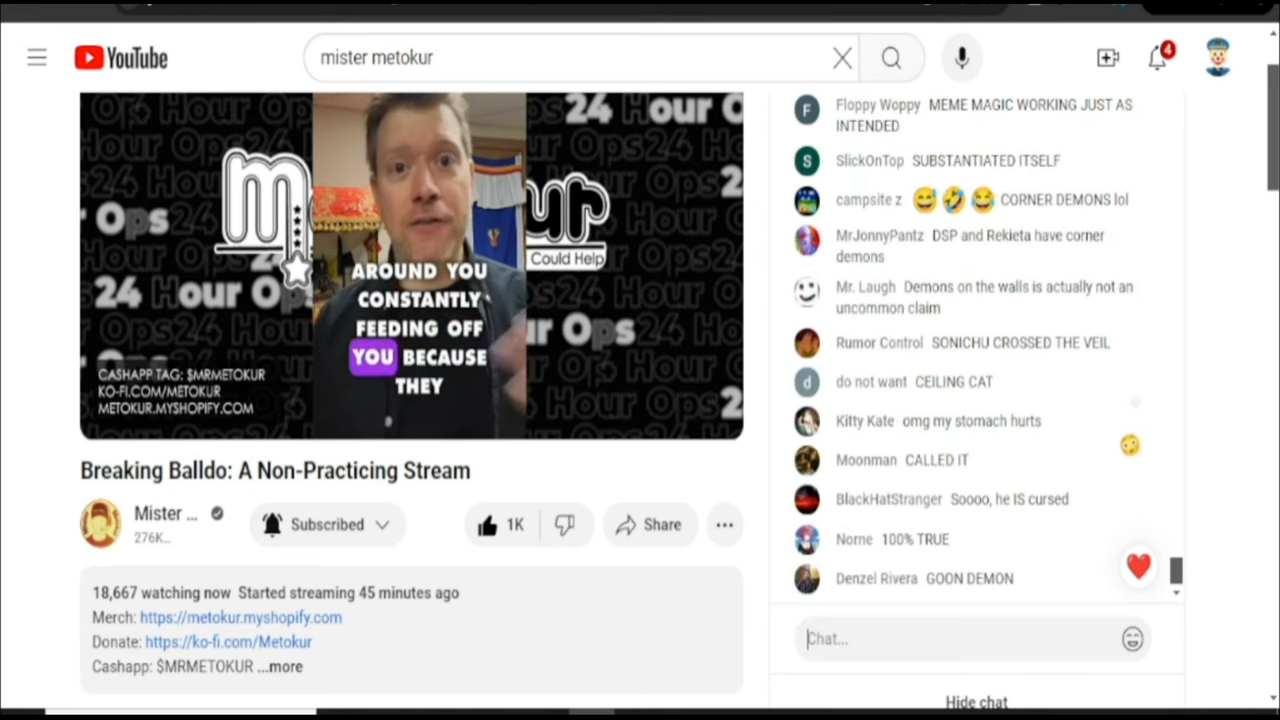 YouTube
mister metokur
4
24 Hour Ops
m
ur
Could Help
AROUND YOU
CONSTANTLY
FEEDING OFF
YOU BECAUSE
THEY
CASHAPP TAG: $MRMETOKUR
KO-FI.COM/METOKUR
METOKUR.MYSHOPIFY.COM
Breaking Balldo: A Non-Practicing Stream
Mister ...
276K...
Subscribed
1K
Share
18,667 watching now Started streaming 45 minutes ago
Merch: https://metokur.myshopify.com
Donate: https://ko-fi.com/Metokur
Cashapp: $MRMETOKUR ...more
F Floppy Woppy MEME MAGIC WORKING JUST AS
INTENDED
S SlickOnTop SUBSTANTIATED ITSELF
campsite z 😅🤣😂 CORNER DEMONS lol
MrJonnyPantz DSP and Rekieta have corner
demons
Mr. Laugh Demons on the walls is actually not an
uncommon claim
Rumor Control SONICHU CROSSED THE VEIL
d do not want CEILING CAT
Kitty Kate omg my stomach hurts
Moonman CALLED IT
BlackHatStranger Soooo, he IS cursed
Norne 100% TRUE
Denzel Rivera GOON DEMON
Chat...
Hide chat